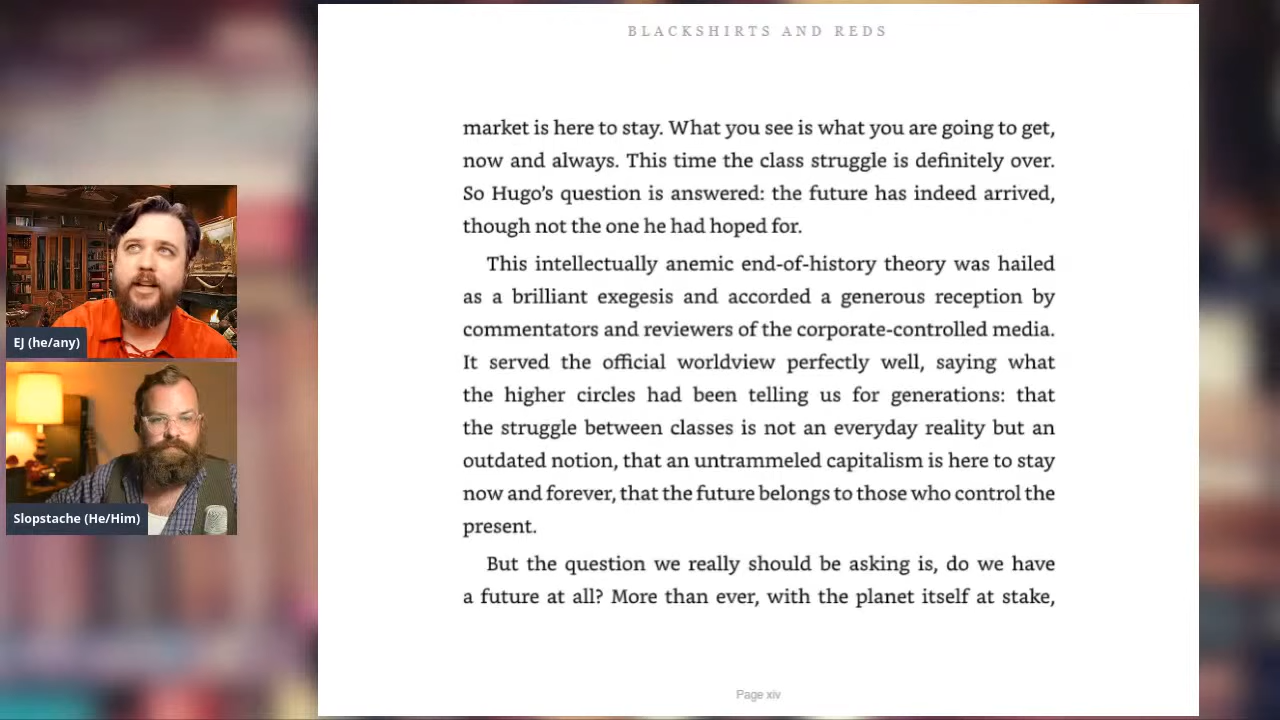 BLACKSHIRTS AND REDS
market is here to stay. What you see is what you are going to get,
now and always. This time the class struggle is definitely over.
So Hugo’s question is answered: the future has indeed arrived,
though not the one he had hoped for.
This intellectually anemic end-of-history theory was hailed
as a brilliant exegesis and accorded a generous reception by
commentators and reviewers of the corporate-controlled media.
It served the official worldview perfectly well, saying what
the higher circles had been telling us for generations: that
the struggle between classes is not an everyday reality but an
outdated notion, that an untrammeled capitalism is here to stay
now and forever, that the future belongs to those who control the
present.
But the question we really should be asking is, do we have
a future at all? More than ever, with the planet itself at stake,
Page xiv
EJ (he/any)
Slopstache (He/Him)